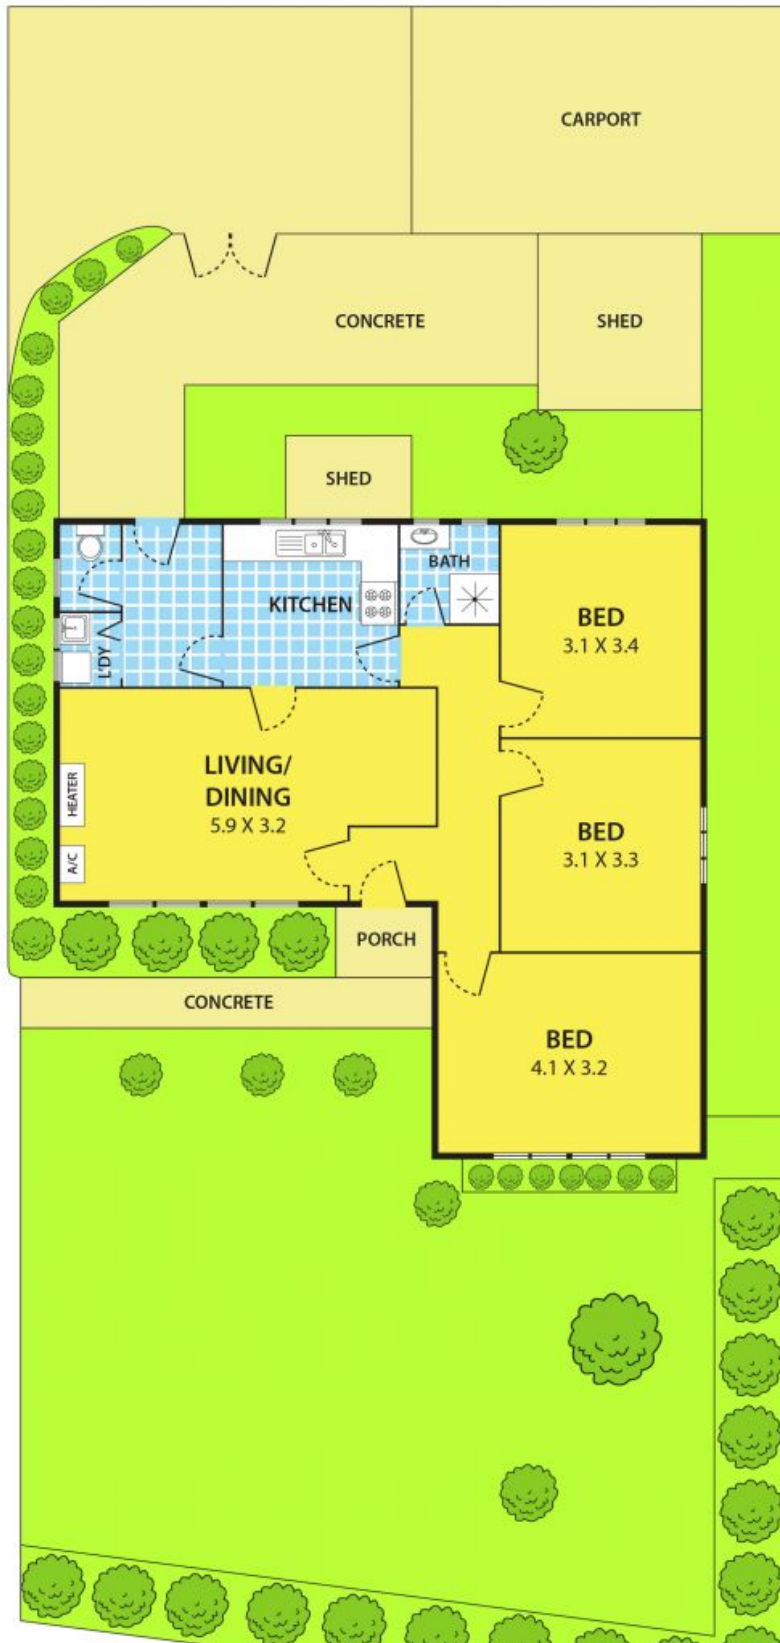 CARPORT
CONCRETE
SHED
SHED
BATH
KITCHEN
L'DY
BED
3.1 X 3.4
LIVING/
DINING
5.9 X 3.2
HEATER
A/C
BED
3.1 X 3.3
PORCH
CONCRETE
BED
4.1 X 3.2